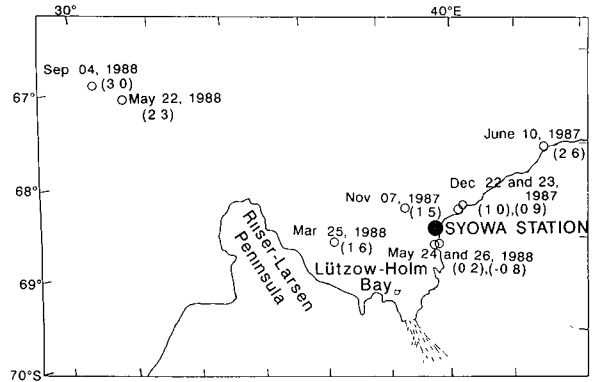 30°
40°E
Sep 04, 1988
(3 0)
67°
May 22, 1988
(2 3)
June 10, 1987
(2 6)
Dec 22 and 23,
1987
(1 0),(0 9)
68°
Nov 07, 1987
(1 5)
SYOWA STATION
Mar 25, 1988
(1 6)
May 24 and 26, 1988
(0 2),(-0 8)
Riiser-Larsen
Peninsula
Lützow-Holm
Bay
69°
70°S